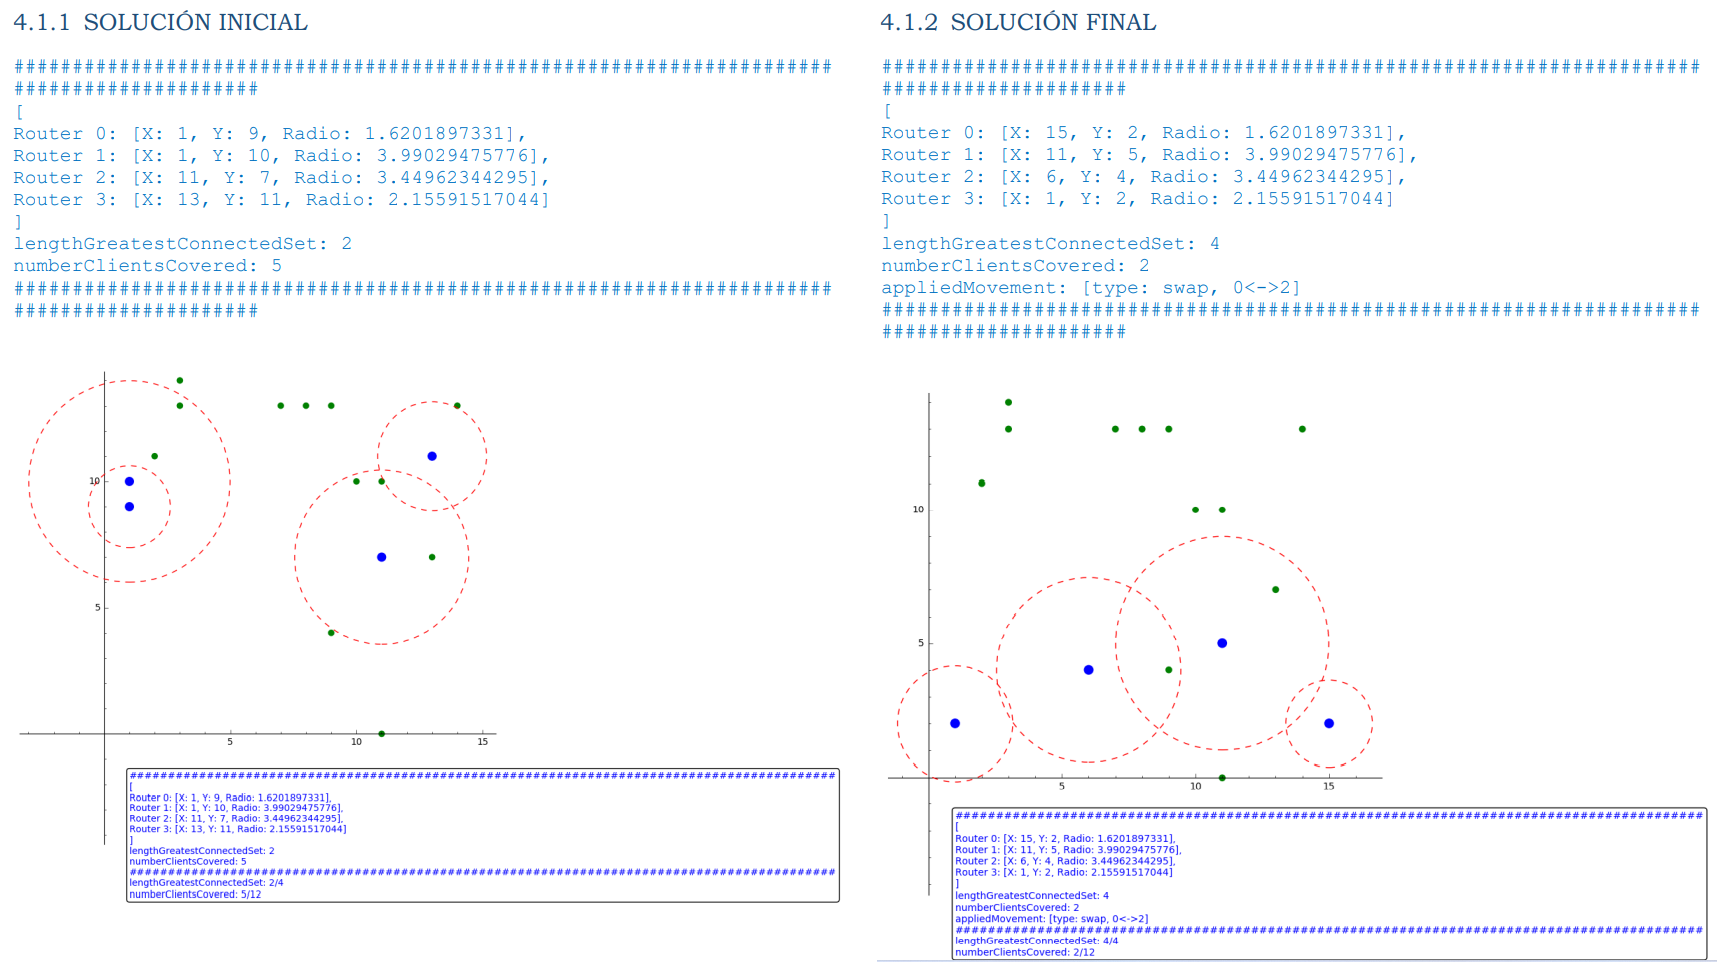 4.1.1 SOLUCIÓN INICIAL
######################################################################
#####################
[
Router 0: [X: 1, Y: 9, Radio: 1.6201897331],
Router 1: [X: 1, Y: 10, Radio: 3.99029475776],
Router 2: [X: 11, Y: 7, Radio: 3.44962344295],
Router 3: [X: 13, Y: 11, Radio: 2.15591517044]
]
lengthGreatestConnectedSet: 2
numberClientsCovered: 5
######################################################################
#####################
10
5
5 10 15
###########################################################################################
[
Router 0: [X: 1, Y: 9, Radio: 1.6201897331],
Router 1: [X: 1, Y: 10, Radio: 3.99029475776],
Router 2: [X: 11, Y: 7, Radio: 3.44962344295],
Router 3: [X: 13, Y: 11, Radio: 2.15591517044]
]
lengthGreatestConnectedSet: 2
numberClientsCovered: 5
###########################################################################################
lengthGreatestConnectedSet: 2/4
numberClientsCovered: 5/12
4.1.2 SOLUCIÓN FINAL
######################################################################
#####################
[
Router 0: [X: 15, Y: 2, Radio: 1.6201897331],
Router 1: [X: 11, Y: 5, Radio: 3.99029475776],
Router 2: [X: 6, Y: 4, Radio: 3.44962344295],
Router 3: [X: 1, Y: 2, Radio: 2.15591517044]
]
lengthGreatestConnectedSet: 4
numberClientsCovered: 2
appliedMovement: [type: swap, 0<->2]
######################################################################
#####################
10
5
5 10 15
###########################################################################################
[
Router 0: [X: 15, Y: 2, Radio: 1.6201897331],
Router 1: [X: 11, Y: 5, Radio: 3.99029475776],
Router 2: [X: 6, Y: 4, Radio: 3.44962344295],
Router 3: [X: 1, Y: 2, Radio: 2.15591517044]
]
lengthGreatestConnectedSet: 4
numberClientsCovered: 2
appliedMovement: [type: swap, 0<->2]
###########################################################################################
lengthGreatestConnectedSet: 4/4
numberClientsCovered: 2/12